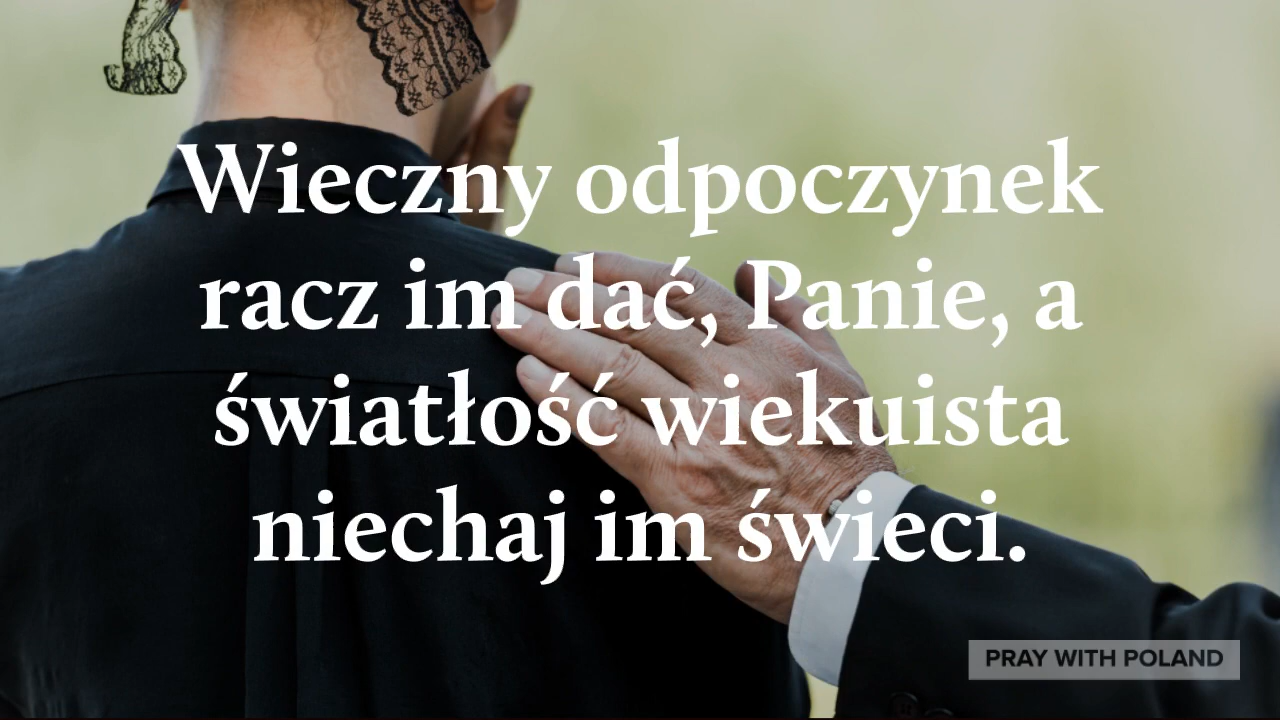 Wieczny odpoczynek
racz im dać, Panie, a
światłość wiekuista
niechaj im świeci.
PRAY WITH POLAND